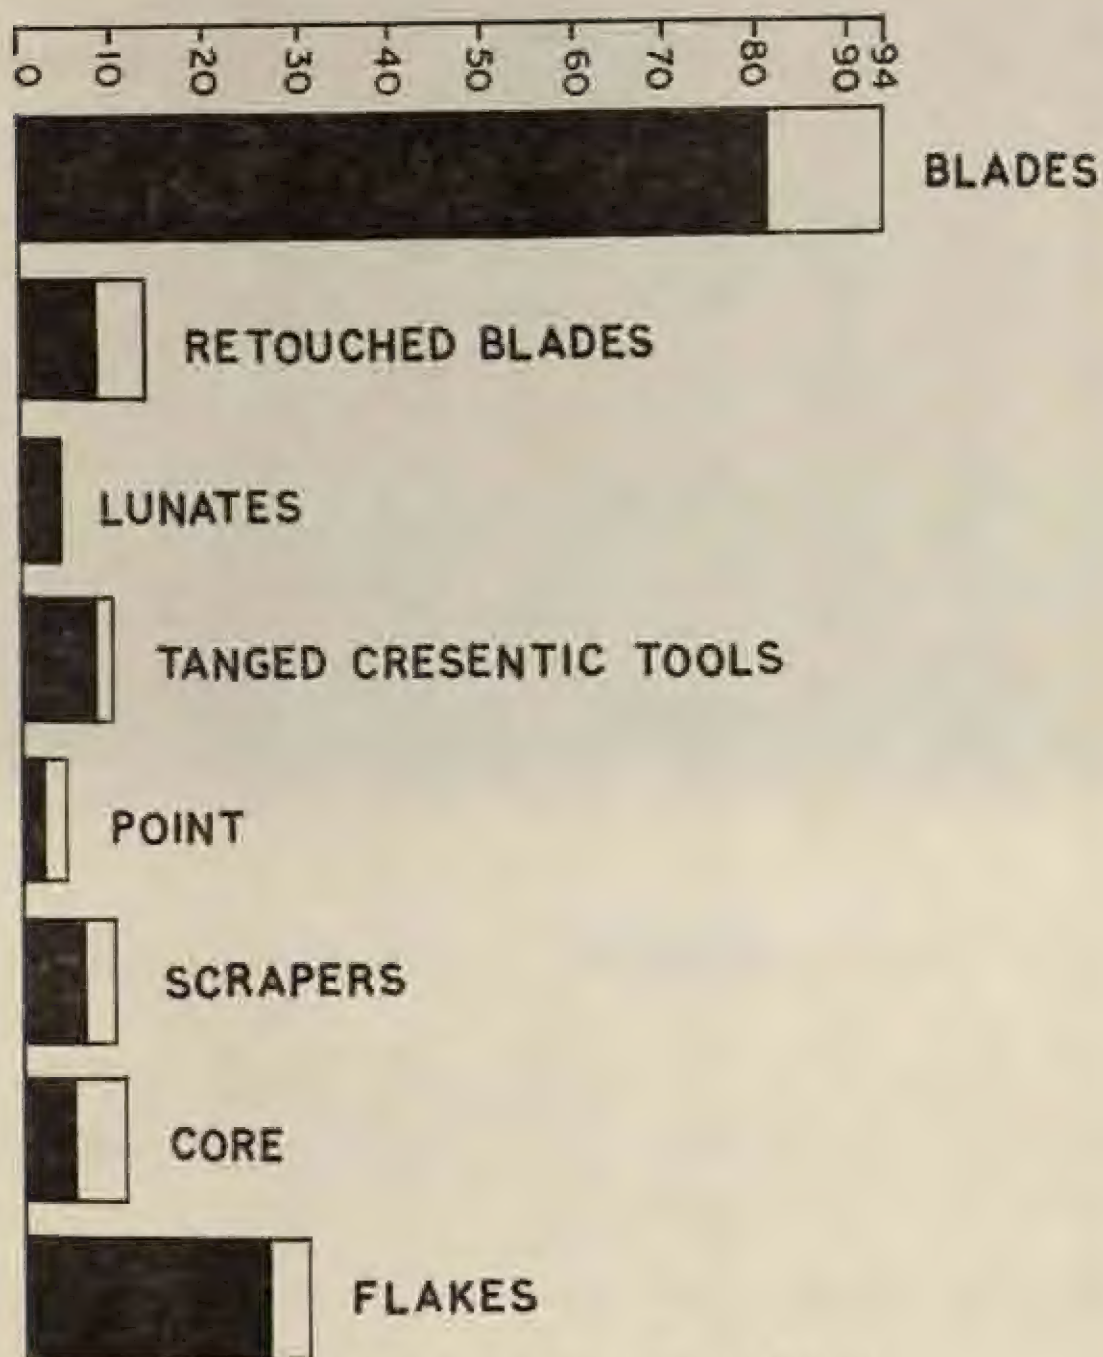 0 10 20 30 40 50 60 70 80 90 94
BLADES
RETOUCHED BLADES
LUNATES
TANGED CRESENTIC TOOLS
POINT
SCRAPERS
CORE
FLAKES